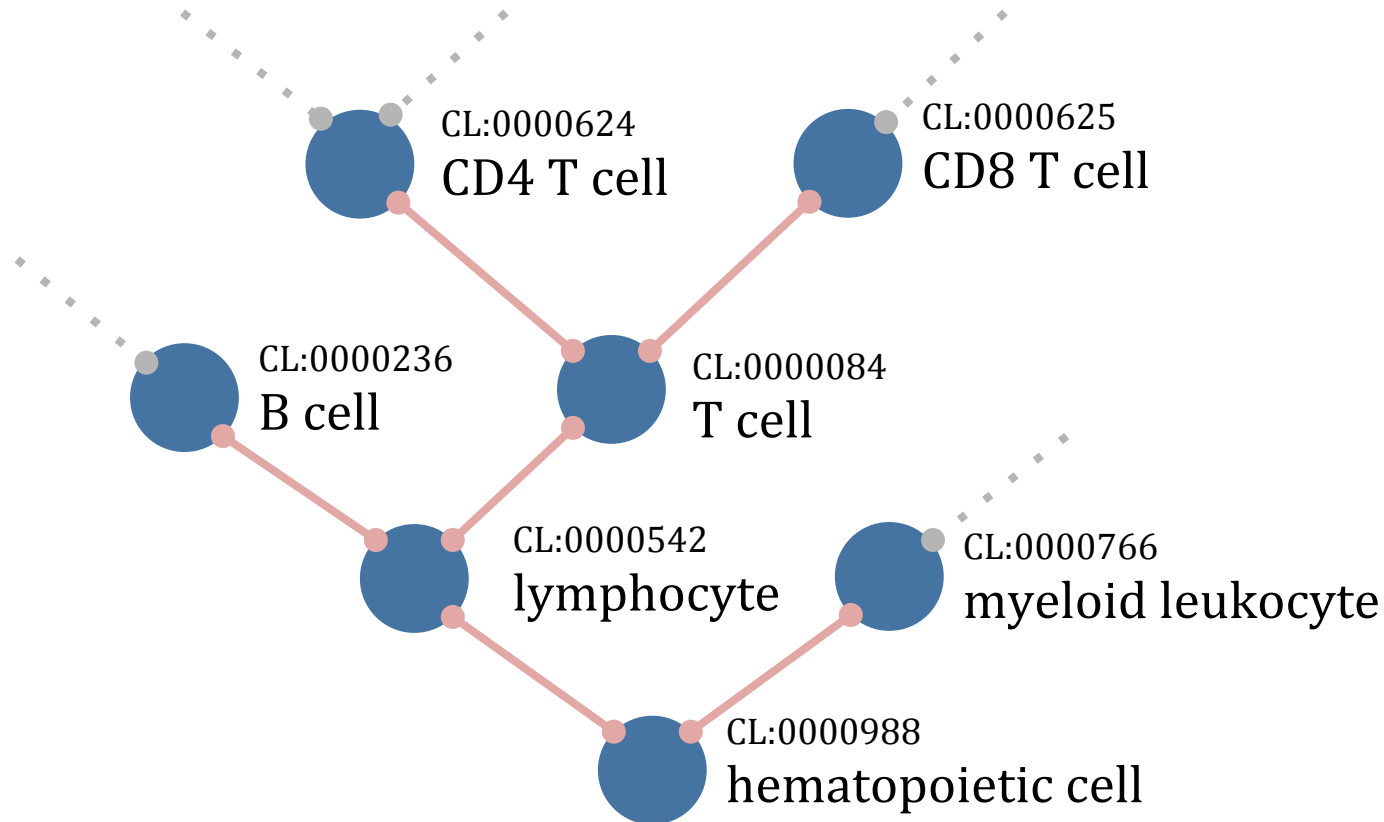 CL:0000624
CD4 T cell
CL:0000625
CD8 T cell
CL:0000236
B cell
CL:0000084
T cell
CL:0000542
lymphocyte
CL:0000766
myeloid leukocyte
CL:0000988
hematopoietic cell